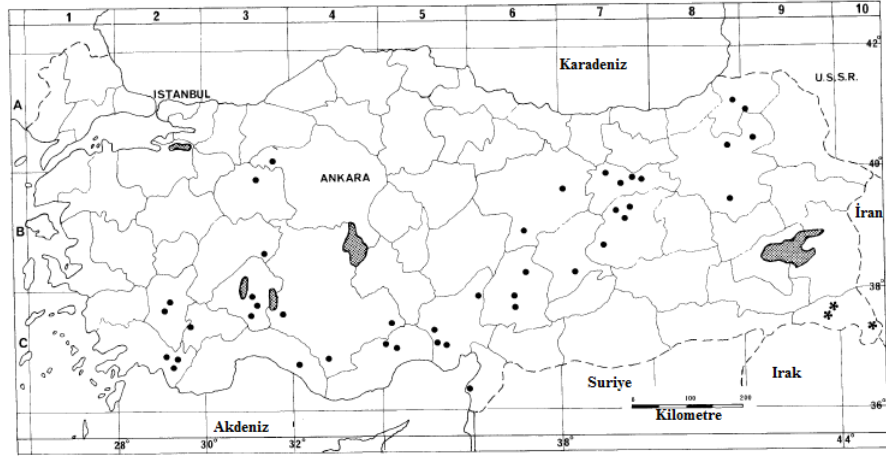 1 2 3 4 5 6 7 8 9 10
42°
Karadeniz
U.S.S.R.
ISTANBUL
A
40°
ANKARA
B
İran
38°
C
Suriye
Irak
0 100 200
Kilometre
36°
Akdeniz
28° 30° 32° 38 44°